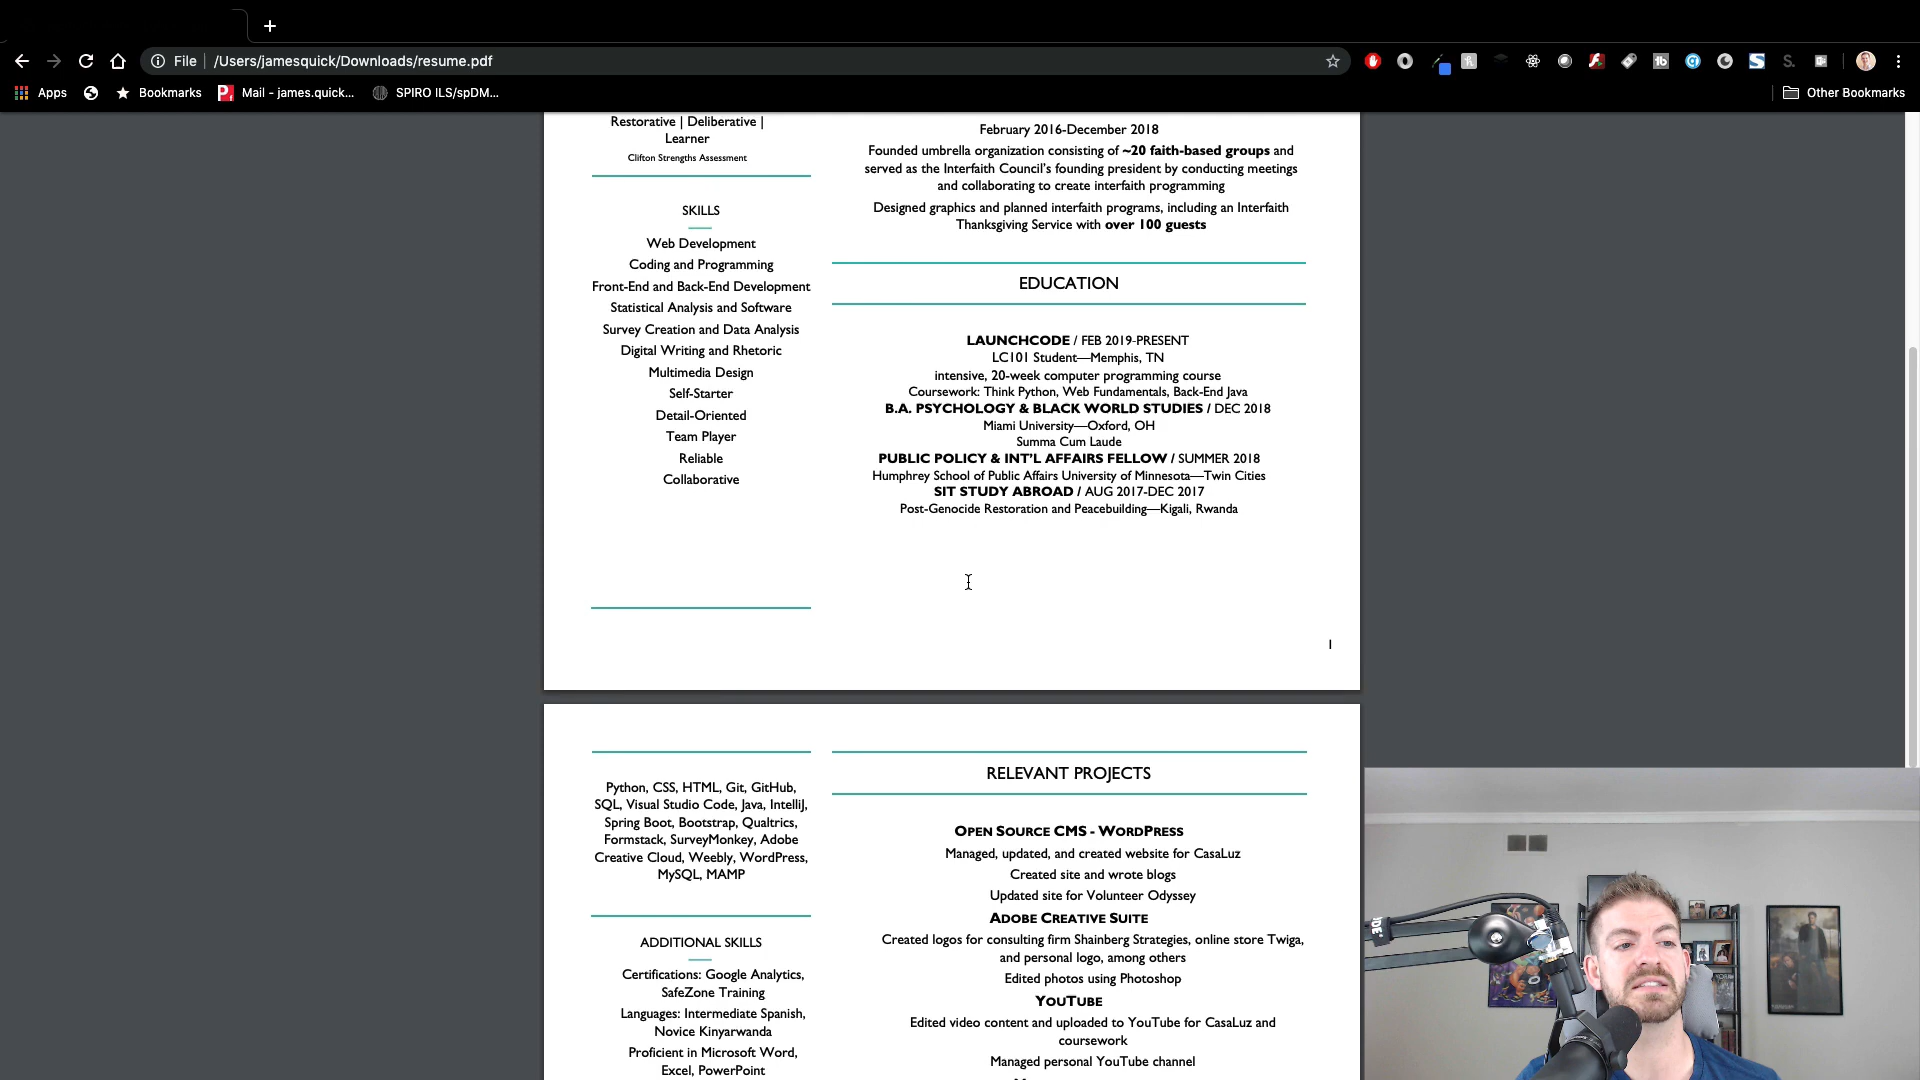 File
/Users/jamesquick/Downloads/resume.pdf
Apps
Bookmarks
Mail - james.quick...
SPIRO ILS/spDM...
Other Bookmarks
Restorative | Deliberative |
Learner
Clifton Strengths Assessment
SKILLS
Web Development
Coding and Programming
Front-End and Back-End Development
Statistical Analysis and Software
Survey Creation and Data Analysis
Digital Writing and Rhetoric
Multimedia Design
Self-Starter
Detail-Oriented
Team Player
Reliable
Collaborative
February 2016-December 2018
Founded umbrella organization consisting of ~20 faith-based groups and
served as the Interfaith Council's founding president by conducting meetings
and collaborating to create interfaith programming
Designed graphics and planned interfaith programs, including an Interfaith
Thanksgiving Service with over 100 guests
EDUCATION
LAUNCHCODE / FEB 2019-PRESENT
LC101 Student—Memphis, TN
intensive, 20-week computer programming course
Coursework: Think Python, Web Fundamentals, Back-End Java
B.A. PSYCHOLOGY & BLACK WORLD STUDIES / DEC 2018
Miami University—Oxford, OH
Summa Cum Laude
PUBLIC POLICY & INT'L AFFAIRS FELLOW / SUMMER 2018
Humphrey School of Public Affairs University of Minnesota—Twin Cities
SIT STUDY ABROAD / AUG 2017-DEC 2017
Post-Genocide Restoration and Peacebuilding—Kigali, Rwanda
1
Python, CSS, HTML, Git, GitHub,
SQL, Visual Studio Code, Java, IntelliJ,
Spring Boot, Bootstrap, Qualtrics,
Formstack, SurveyMonkey, Adobe
Creative Cloud, Weebly, WordPress,
MySQL, MAMP
ADDITIONAL SKILLS
Certifications: Google Analytics,
SafeZone Training
Languages: Intermediate Spanish,
Novice Kinyarwanda
Proficient in Microsoft Word,
Excel, PowerPoint
RELEVANT PROJECTS
OPEN SOURCE CMS - WORDPRESS
Managed, updated, and created website for CasaLuz
Created site and wrote blogs
Updated site for Volunteer Odyssey
ADOBE CREATIVE SUITE
Created logos for consulting firm Shainberg Strategies, online store Twiga,
and personal logo, among others
Edited photos using Photoshop
YOUTUBE
Edited video content and uploaded to YouTube for CasaLuz and
coursework
Managed personal YouTube channel